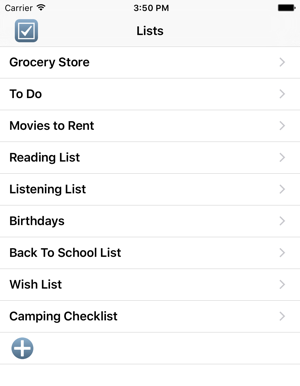 Carrier 3:50 PM
Lists
Grocery Store
To Do
Movies to Rent
Reading List
Listening List
Birthdays
Back To School List
Wish List
Camping Checklist